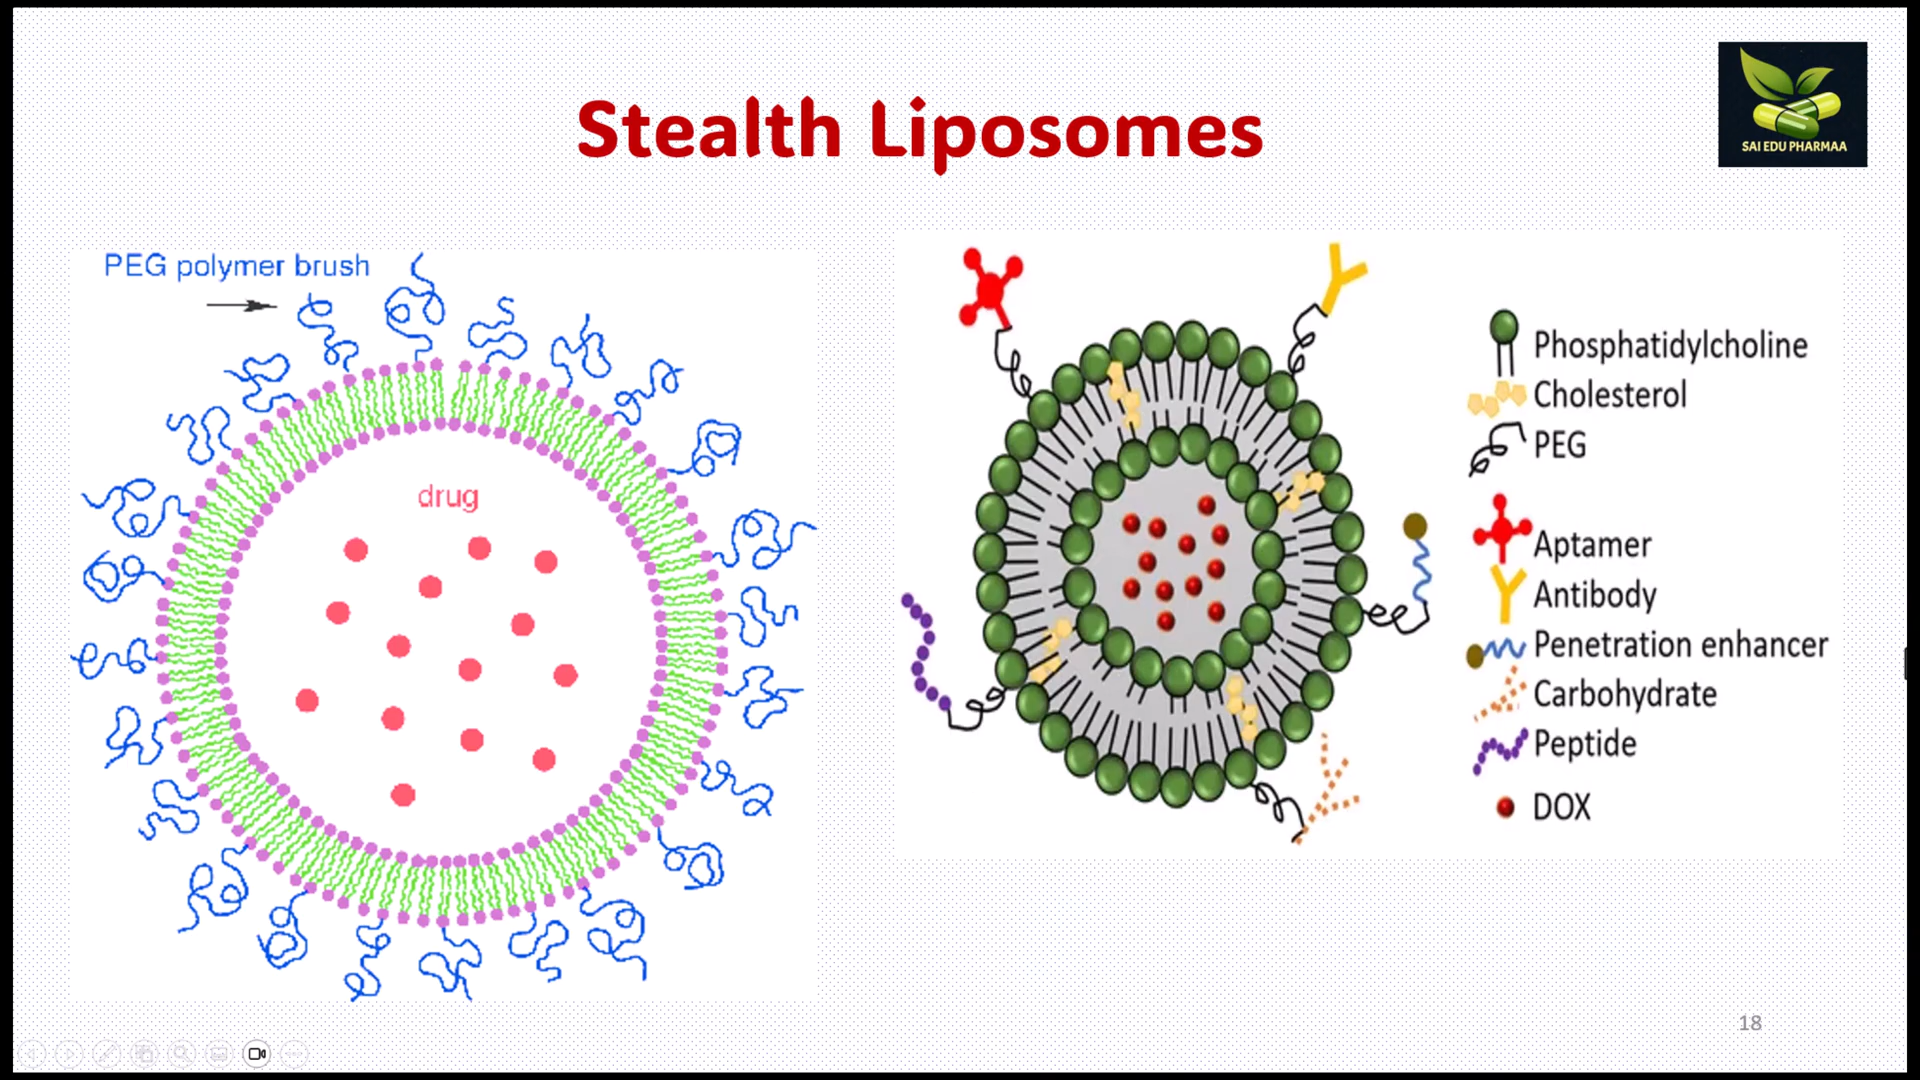 Stealth Liposomes
SAI EDU PHARMAA
PEG polymer brush
drug
Phosphatidylcholine
Cholesterol
PEG
Aptamer
Antibody
Penetration enhancer
Carbohydrate
Peptide
DOX
18